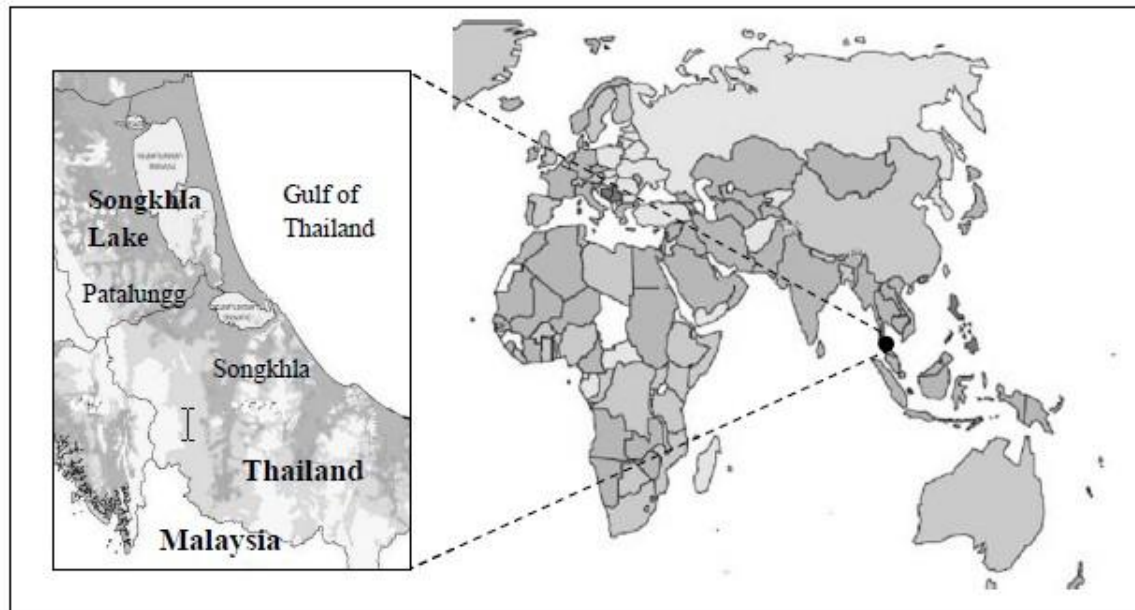 Songkhla
Lake
Patalungg
Gulf of
Thailand
Songkhla
Thailand
Malaysia